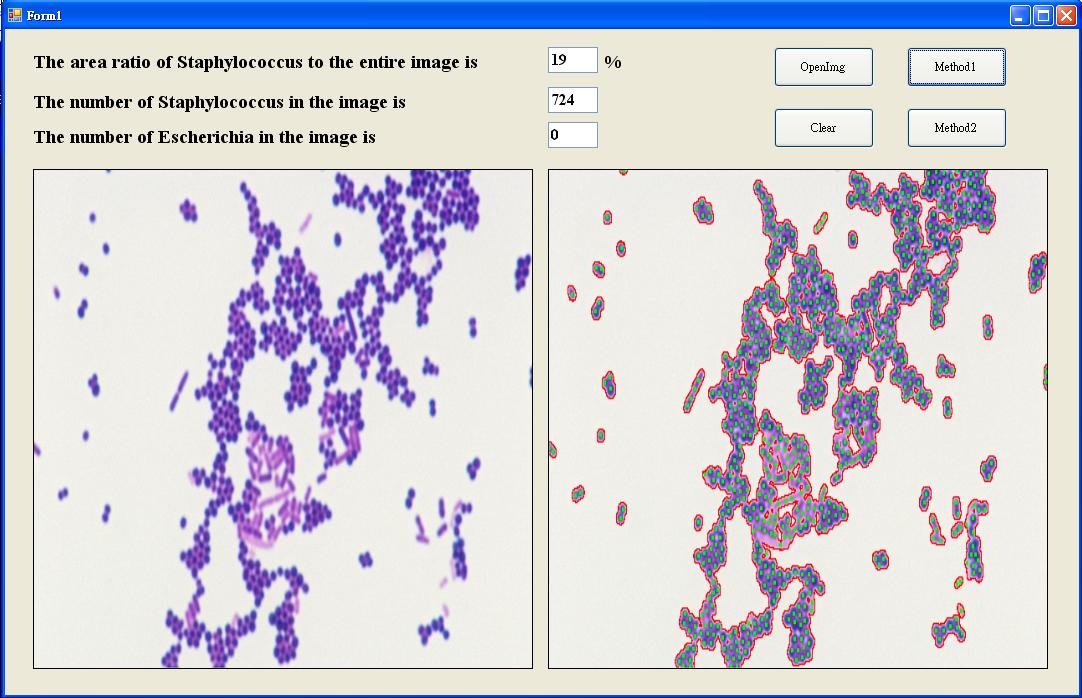 Form1
The area ratio of Staphylococcus to the entire image is 19 %
The number of Staphylococcus in the image is 724
The number of Escherichia in the image is 0
OpenImg Method1
Clear Method2